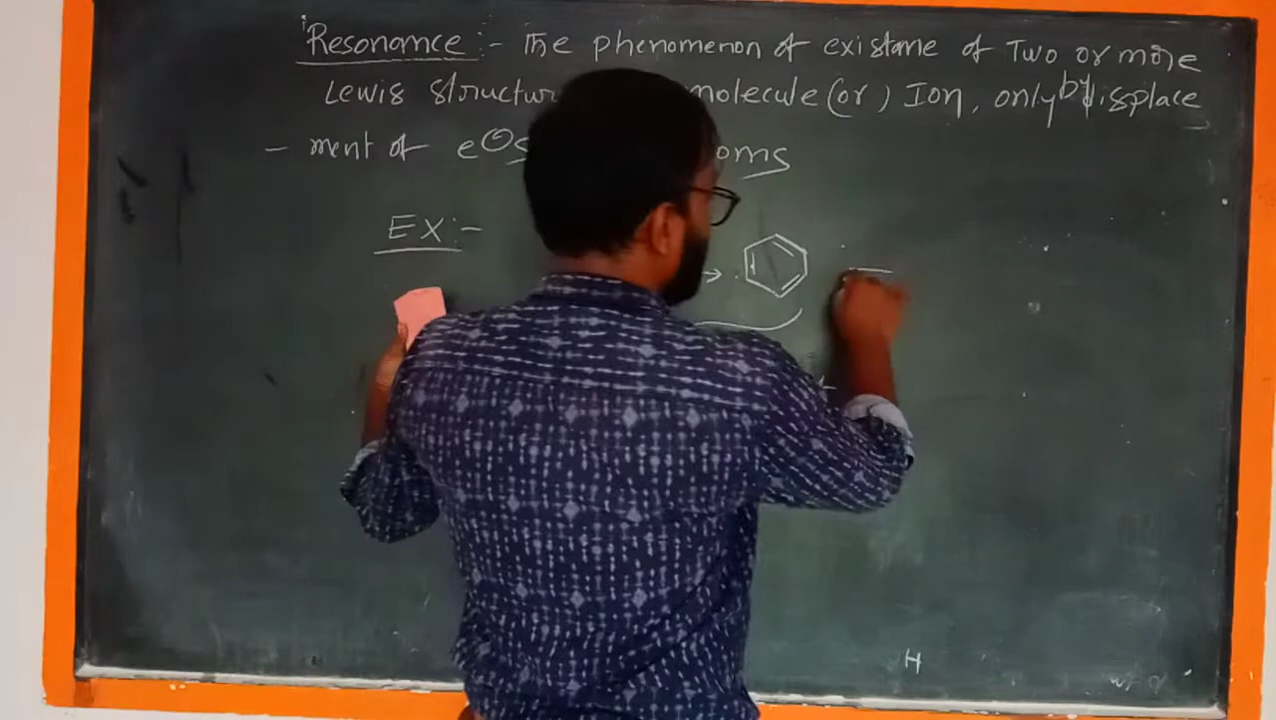 Resonance :- The phenomenon of existane of Two or more
Lewis structur molecule (or) Ion, only by displace
- ment of e⊖s oms
Ex:-
H